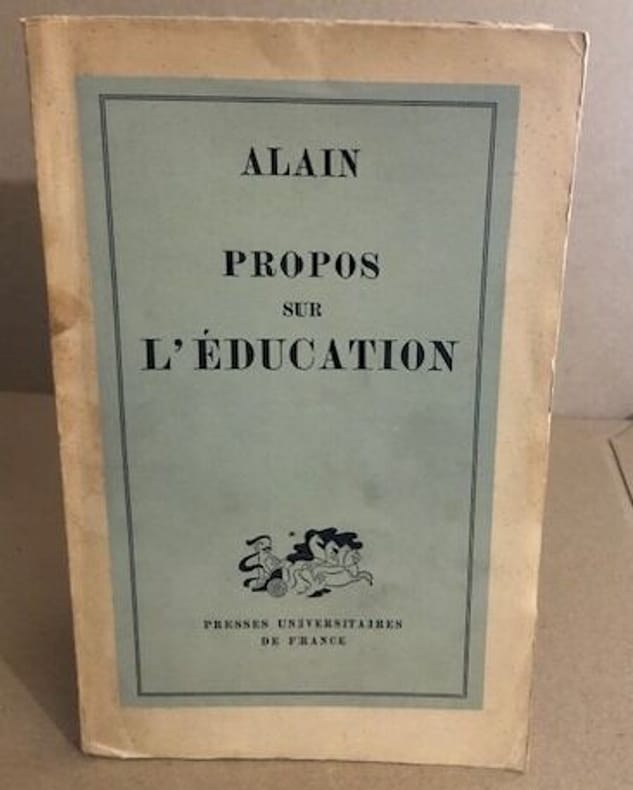 ALAIN
PROPOS
SUR
L'ÉDUCATION
PRESSES UNIVERSITAIRES
DE FRANCE